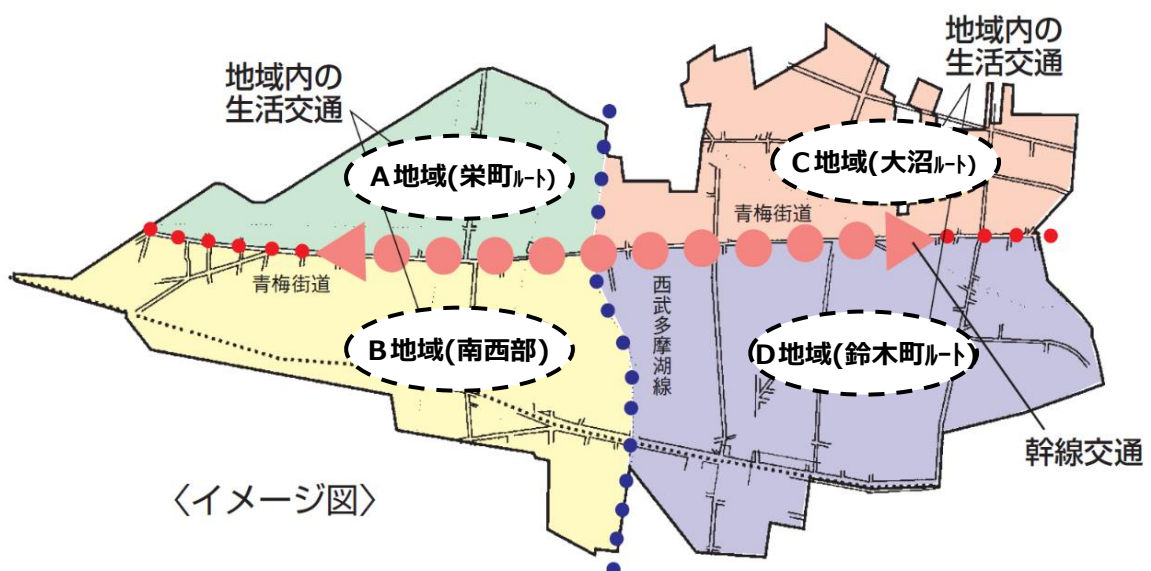 地域内の
生活交通
地域内の
生活交通
A地域(栄町ルート)
C地域(大沼ルート)
青梅街道
青梅街道
西武多摩湖線
B地域(南西部)
D地域(鈴木町ルート)
幹線交通
〈イメージ図〉